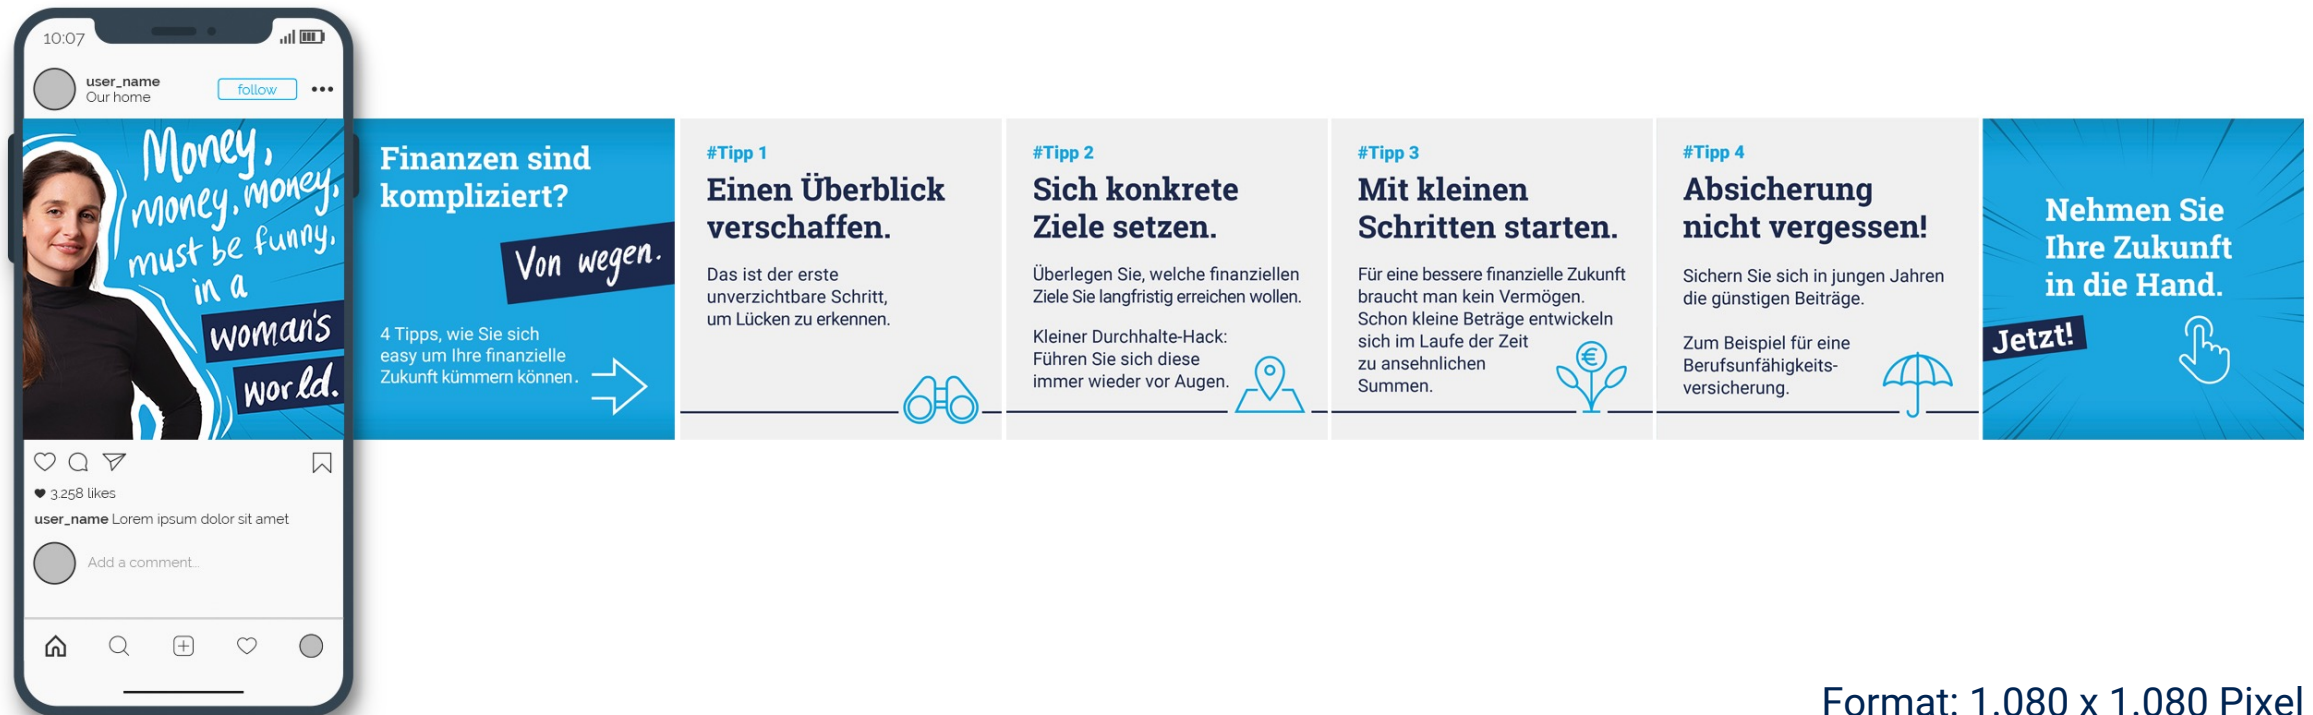 10:07
user_name
Our home
follow
Money,
money, money,
must be funny,
in a
woman's
world.
3.258 likes
user_name Lorem ipsum dolor sit amet
Add a comment...
Finanzen sind
kompliziert?
Von wegen.
4 Tipps, wie Sie sich
easy um Ihre finanzielle
Zukunft kümmern können.
#Tipp 1
Einen Überblick
verschaffen.
Das ist der erste
unverzichtbare Schritt,
um Lücken zu erkennen.
#Tipp 2
Sich konkrete
Ziele setzen.
Überlegen Sie, welche finanziellen
Ziele Sie langfristig erreichen wollen.
Kleiner Durchhalte-Hack:
Führen Sie sich diese
immer wieder vor Augen.
#Tipp 3
Mit kleinen
Schritten starten.
Für eine bessere finanzielle Zukunft
braucht man kein Vermögen.
Schon kleine Beträge entwickeln
sich im Laufe der Zeit
zu ansehnlichen
Summen.
€
#Tipp 4
Absicherung
nicht vergessen!
Sichern Sie sich in jungen Jahren
die günstigen Beiträge.
Zum Beispiel für eine
Berufsunfähigkeits-
versicherung.
Nehmen Sie
Ihre Zukunft
in die Hand.
Jetzt!
Format: 1.080 x 1.080 Pixel